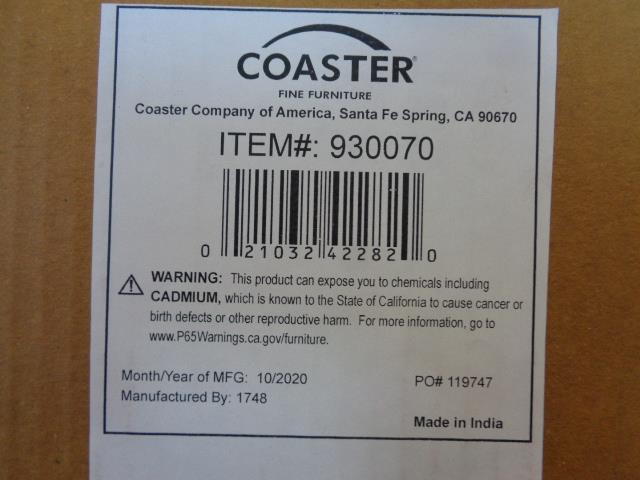 COASTER®
FINE FURNITURE
Coaster Company of America, Santa Fe Spring, CA 90670
ITEM#: 930070
0 21032 42282 0
WARNING: This product can expose you to chemicals including
CADMIUM, which is known to the State of California to cause cancer or
birth defects or other reproductive harm. For more information, go to
www.P65Warnings.ca.gov/furniture.
Month/Year of MFG: 10/2020 PO# 119747
Manufactured By: 1748
Made in India